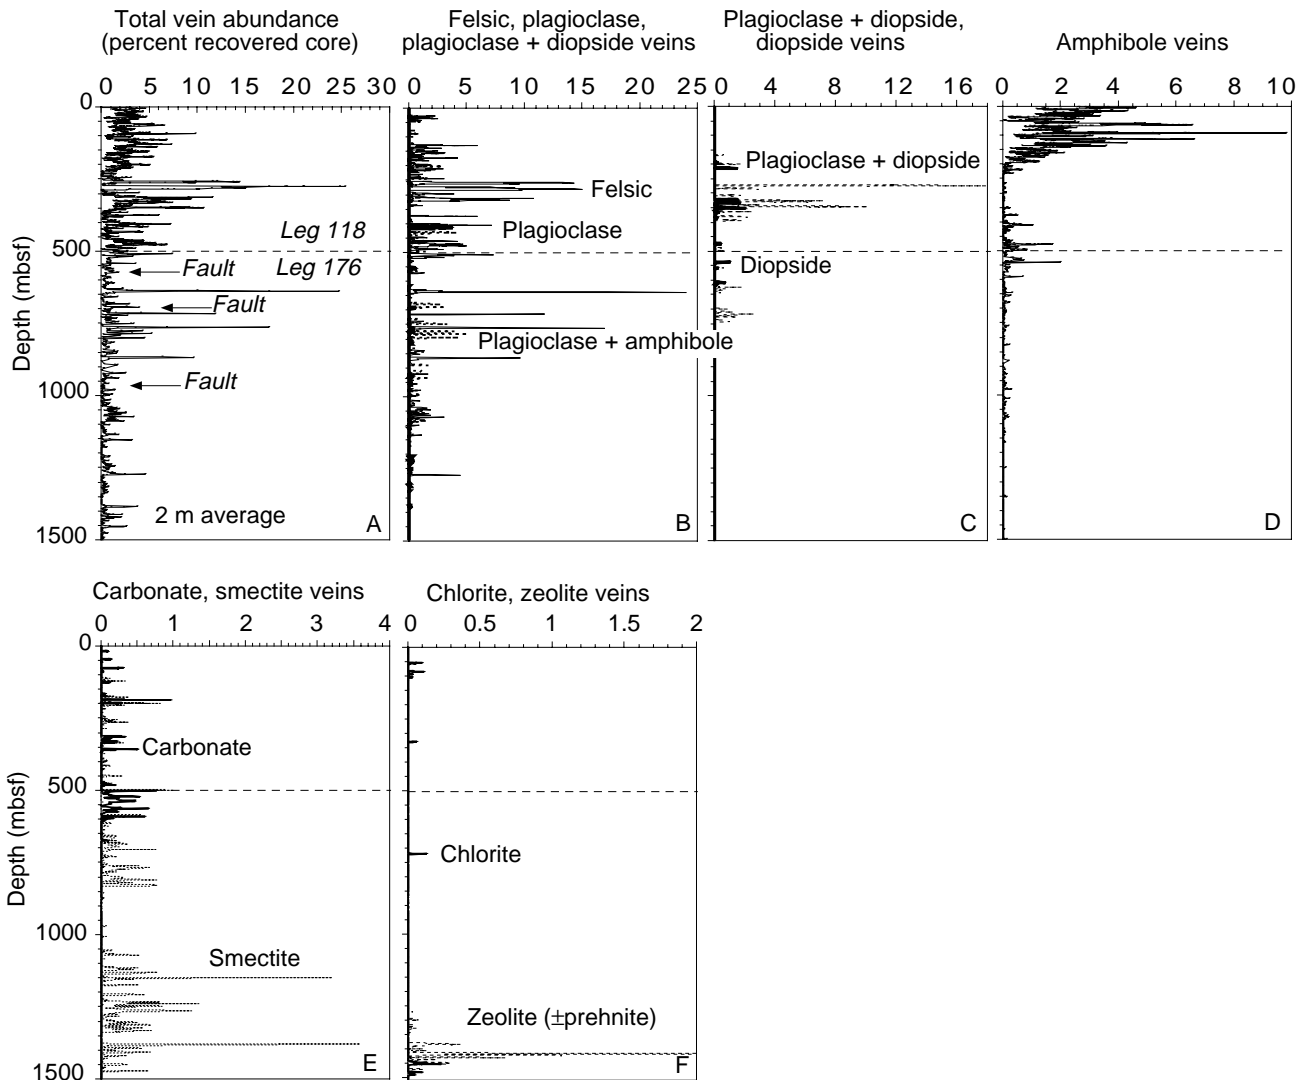 Total vein abundance
(percent recovered core)
Felsic, plagioclase,
plagioclase + diopside veins
Plagioclase + diopside,
diopside veins
Amphibole veins
0 5 10 15 20 25 30
0 5 10 15 20 24
0 4 8 12 16
0 2 4 6 8 10
0
500
1000
1500
Depth (mbsf)
Leg 118
Leg 176
Fault
Fault
Fault
2 m average
A
Felsic
Plagioclase
Plagioclase + amphibole
B
Plagioclase + diopside
Diopside
C
D
Carbonate, smectite veins
Chlorite, zeolite veins
0 1 2 3 4
0 0.5 1 1.5 2
0
500
1000
1500
Depth (mbsf)
Carbonate
Smectite
E
Chlorite
Zeolite (±prehnite)
F